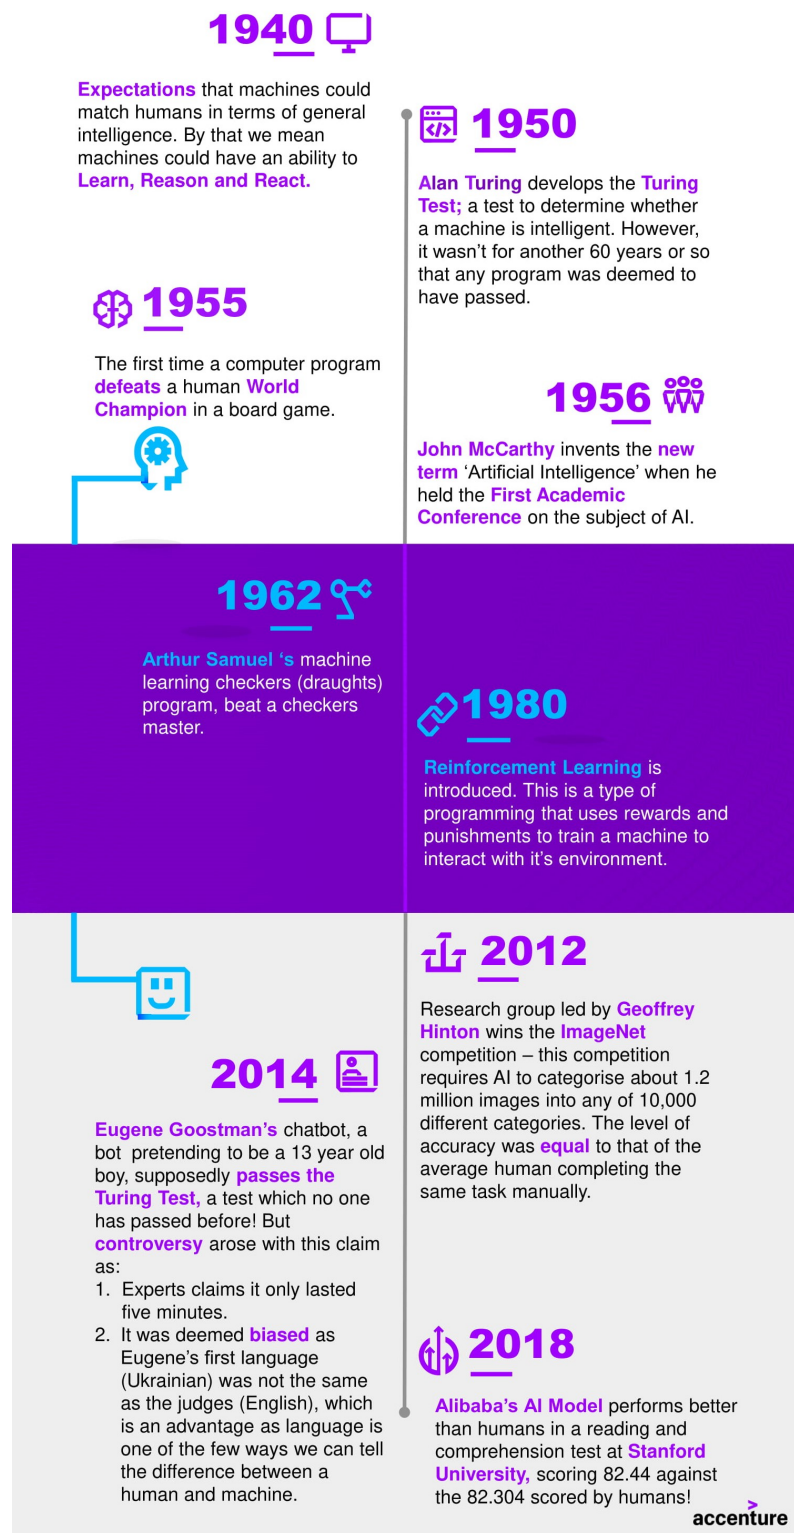 1940
Expectations that machines could
match humans in terms of general
intelligence. By that we mean
machines could have an ability to
Learn, Reason and React.
1950
Alan Turing develops the Turing
Test; a test to determine whether
a machine is intelligent. However,
it wasn't for another 60 years or so
that any program was deemed to
have passed.
1955
The first time a computer program
defeats a human World
Champion in a board game.
1956
John McCarthy invents the new
term ‘Artificial Intelligence’ when he
held the First Academic
Conference on the subject of AI.
1962
Arthur Samuel ‘s machine
learning checkers (draughts)
program, beat a checkers
master.
1980
Reinforcement Learning is
introduced. This is a type of
programming that uses rewards and
punishments to train a machine to
interact with it's environment.
2012
Research group led by Geoffrey
Hinton wins the ImageNet
competition – this competition
requires AI to categorise about 1.2
million images into any of 10,000
different categories. The level of
accuracy was equal to that of the
average human completing the
same task manually.
2014
Eugene Goostman's chatbot, a
bot pretending to be a 13 year old
boy, supposedly passes the
Turing Test, a test which no one
has passed before! But
controversy arose with this claim
as:
1. Experts claims it only lasted
five minutes.
2. It was deemed biased as
Eugene's first language
(Ukrainian) was not the same
as the judges (English), which
is an advantage as language is
one of the few ways we can tell
the difference between a
human and machine.
2018
Alibaba's AI Model performs better
than humans in a reading and
comprehension test at Stanford
University, scoring 82.44 against
the 82.304 scored by humans!
accenture